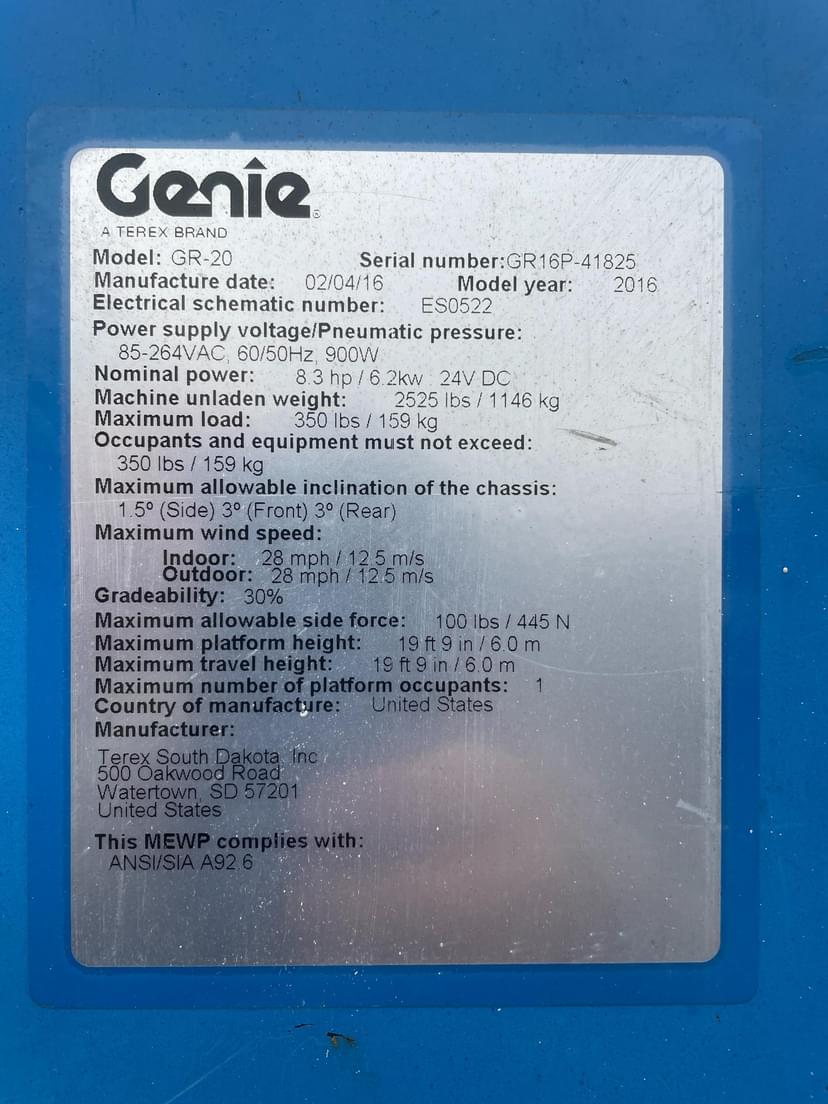 Genie
A TEREX BRAND
Model: GR-20 Serial number:GR16P-41825
Manufacture date: 02/04/16 Model year: 2016
Electrical schematic number: ES0522
Power supply voltage/Pneumatic pressure:
85-264VAC, 60/50Hz, 900W
Nominal power: 8.3 hp / 6.2kw : 24V DC
Machine unladen weight: 2525 lbs / 1146 kg
Maximum load: 350 lbs / 159 kg
Occupants and equipment must not exceed:
350 lbs / 159 kg
Maximum allowable inclination of the chassis:
1.5º (Side) 3º (Front) 3º (Rear)
Maximum wind speed:
Indoor: 28 mph / 12.5 m/s
Outdoor: 28 mph / 12.5 m/s
Gradeability: 30%
Maximum allowable side force: 100 lbs / 445 N
Maximum platform height: 19 ft 9 in / 6.0 m
Maximum travel height: 19 ft 9 in / 6.0 m
Maximum number of platform occupants: 1
Country of manufacture: United States
Manufacturer:
Terex South Dakota, Inc
500 Oakwood Road
Watertown, SD 57201
United States
This MEWP complies with:
ANSI/SIA A92.6